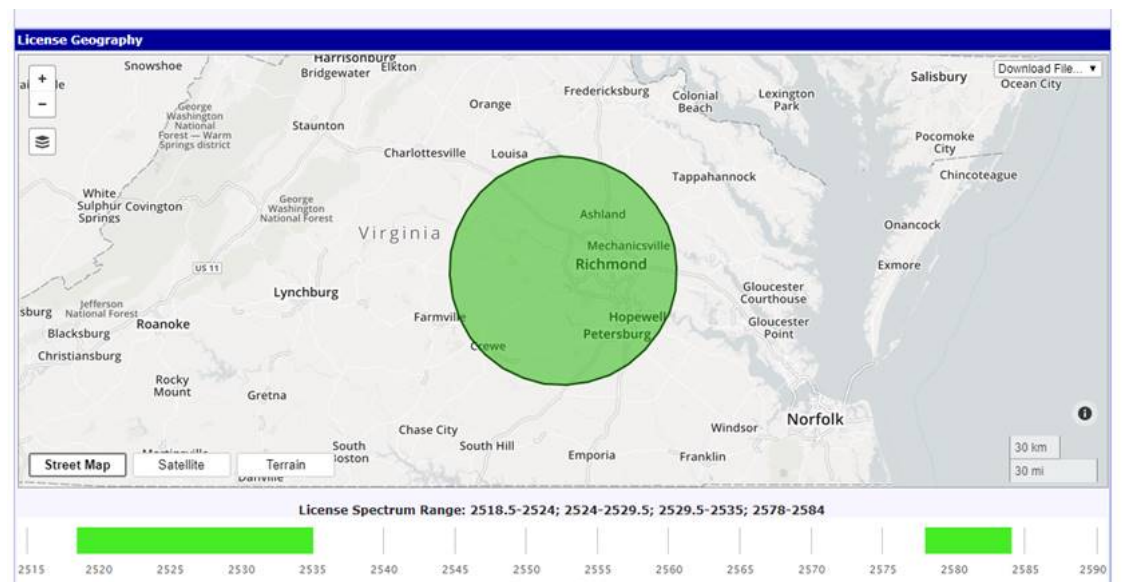 License Geography
Harrisonburg
Snowshoe
Bridgewater
Elkton
Salisbury
Download File... ▼
+
Ocean City
Fredericksburg
Colonial
Beach
Lexington
Park
−
Orange
George
Washington
National
Forest — Warm
Springs district
Staunton
Pocomoke
City
Charlottesville
Louisa
Tappahannock
Chincoteague
White
Sulphur
Springs
Covington
George
Washington
National Forest
Ashland
Virginia
Onancock
Mechanicsville
Richmond
Exmore
US 11
Lynchburg
Gloucester
Courthouse
sburg
Jefferson
National Forest
Roanoke
Farmville
Hopewell
Gloucester
Point
Blacksburg
Petersburg
Christiansburg
Crewe
Rocky
Mount
Gretna
Norfolk
Chase City
Windsor
South
Boston
South Hill
Emporia
Franklin
30 km
30 mi
Martinsville
Street Map
Satellite
Terrain
Danville
License Spectrum Range: 2518.5-2524; 2524-2529.5; 2529.5-2535; 2578-2584
2515 2520 2525 2530 2535 2540 2545 2550 2555 2560 2565 2570 2575 2580 2585 2590